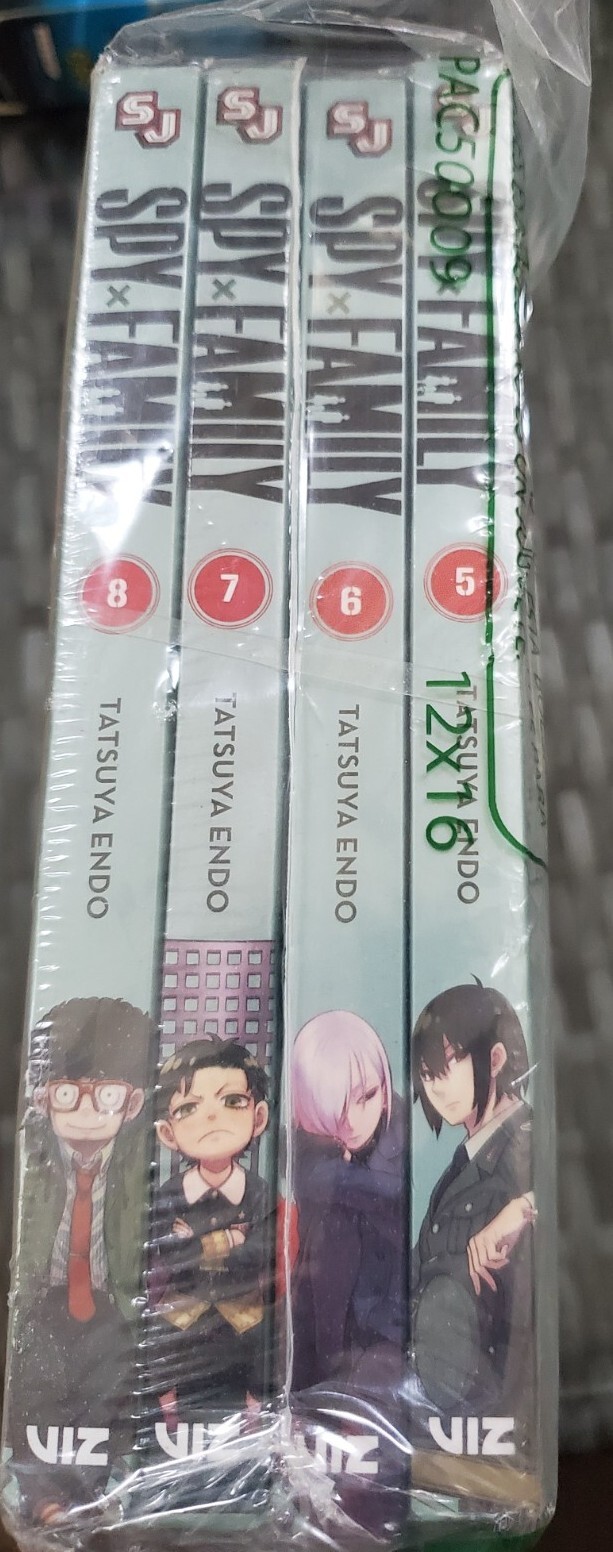 SJ
SPY×FAMILY
8
TATSUYA ENDO
VIZ
SJ
SPY×FAMILY
7
TATSUYA ENDO
VIZ
SJ
SPY×FAMILY
6
TATSUYA ENDO
VIZ
SPY×FAMILY
5
TATSUYA ENDO
VIZ
PAC50009
12X16